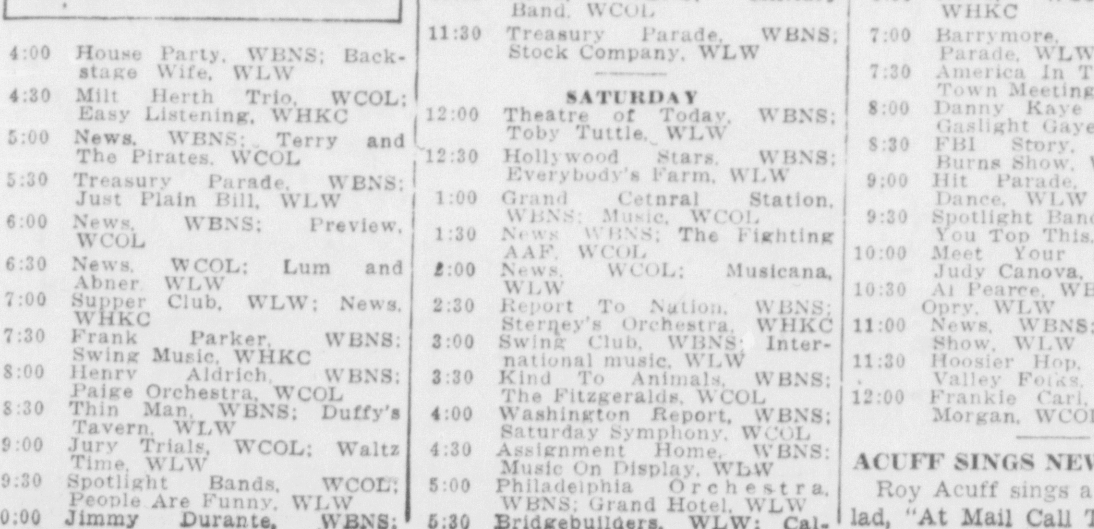 4:00 House Party, WBNS; Back-
stage Wife, WLW
4:30 Milt Herth Trio, WCOL;
Easy Listening, WHKC
5:00 News, WBNS; Terry and
The Pirates, WCOL
5:30 Treasury Parade, WBNS;
Just Plain Bill, WLW
6:00 News, WBNS; Preview,
WCOL
6:30 News, WCOL; Lum and
Abner WLW
7:00 Supper Club, WLW; News,
WHKC
7:30 Frank Parker, WBNS;
Swing Music, WHKC
8:00 Henry Aldrich, WBNS;
Paige Orchestra, WCOL
8:30 Thin Man, WBNS; Duffy's
Tavern, WLW
9:00 Jury Trials, WCOL; Waltz
Time, WLW
9:30 Spotlight Bands, WCOL;
People Are Funny, WLW
0:00 Jimmy Durante, WBNS;
Band, WCOL
11:30 Treasury Parade, WBNS;
Stock Company, WLW
SATURDAY
12:00 Theatre of Today, WBNS;
Toby Tuttle, WLW
12:30 Hollywood Stars, WBNS;
Everybody's Farm, WLW
1:00 Grand Cetnral Station,
WBNS; Music, WCOL
1:30 News WBNS; The Fighting
AAF, WCOL
2:00 News, WCOL; Musicana,
WLW
2:30 Report To Nation, WBNS;
Sterney's Orchestra, WHKC
3:00 Swing Club, WBNS; Inter-
national music, WLW
3:30 Kind To Animals, WBNS;
The Fitzgeralds, WCOL
4:00 Washington Report, WBNS;
Saturday Symphony, WCOL
4:30 Assignment Home, WBNS;
Music On Display, WLW
5:00 Philadelphia Orchestra,
WBNS; Grand Hotel, WLW
5:30 Bridgebuilders, WLW; Cal-
WHKC
7:00 Barrymore,
Parade, WLW
7:30 America In T
Town Meeting
8:00 Danny Kaye
Gaslight Gaye
8:30 FBI Story,
Burns Show,
9:00 Hit Parade,
Dance, WLW
9:30 Spotlight Band
You Top This,
10:00 Meet Your
Judy Canova,
10:30 Al Pearce, WB
Opry, WLW
11:00 News, WBNS;
Show, WLW
11:30 Hoosier Hop,
Valley Folks,
12:00 Frankie Carl,
Morgan, WCOL
ACUFF SINGS NEW
Roy Acuff sings a
lad, "At Mail Call T